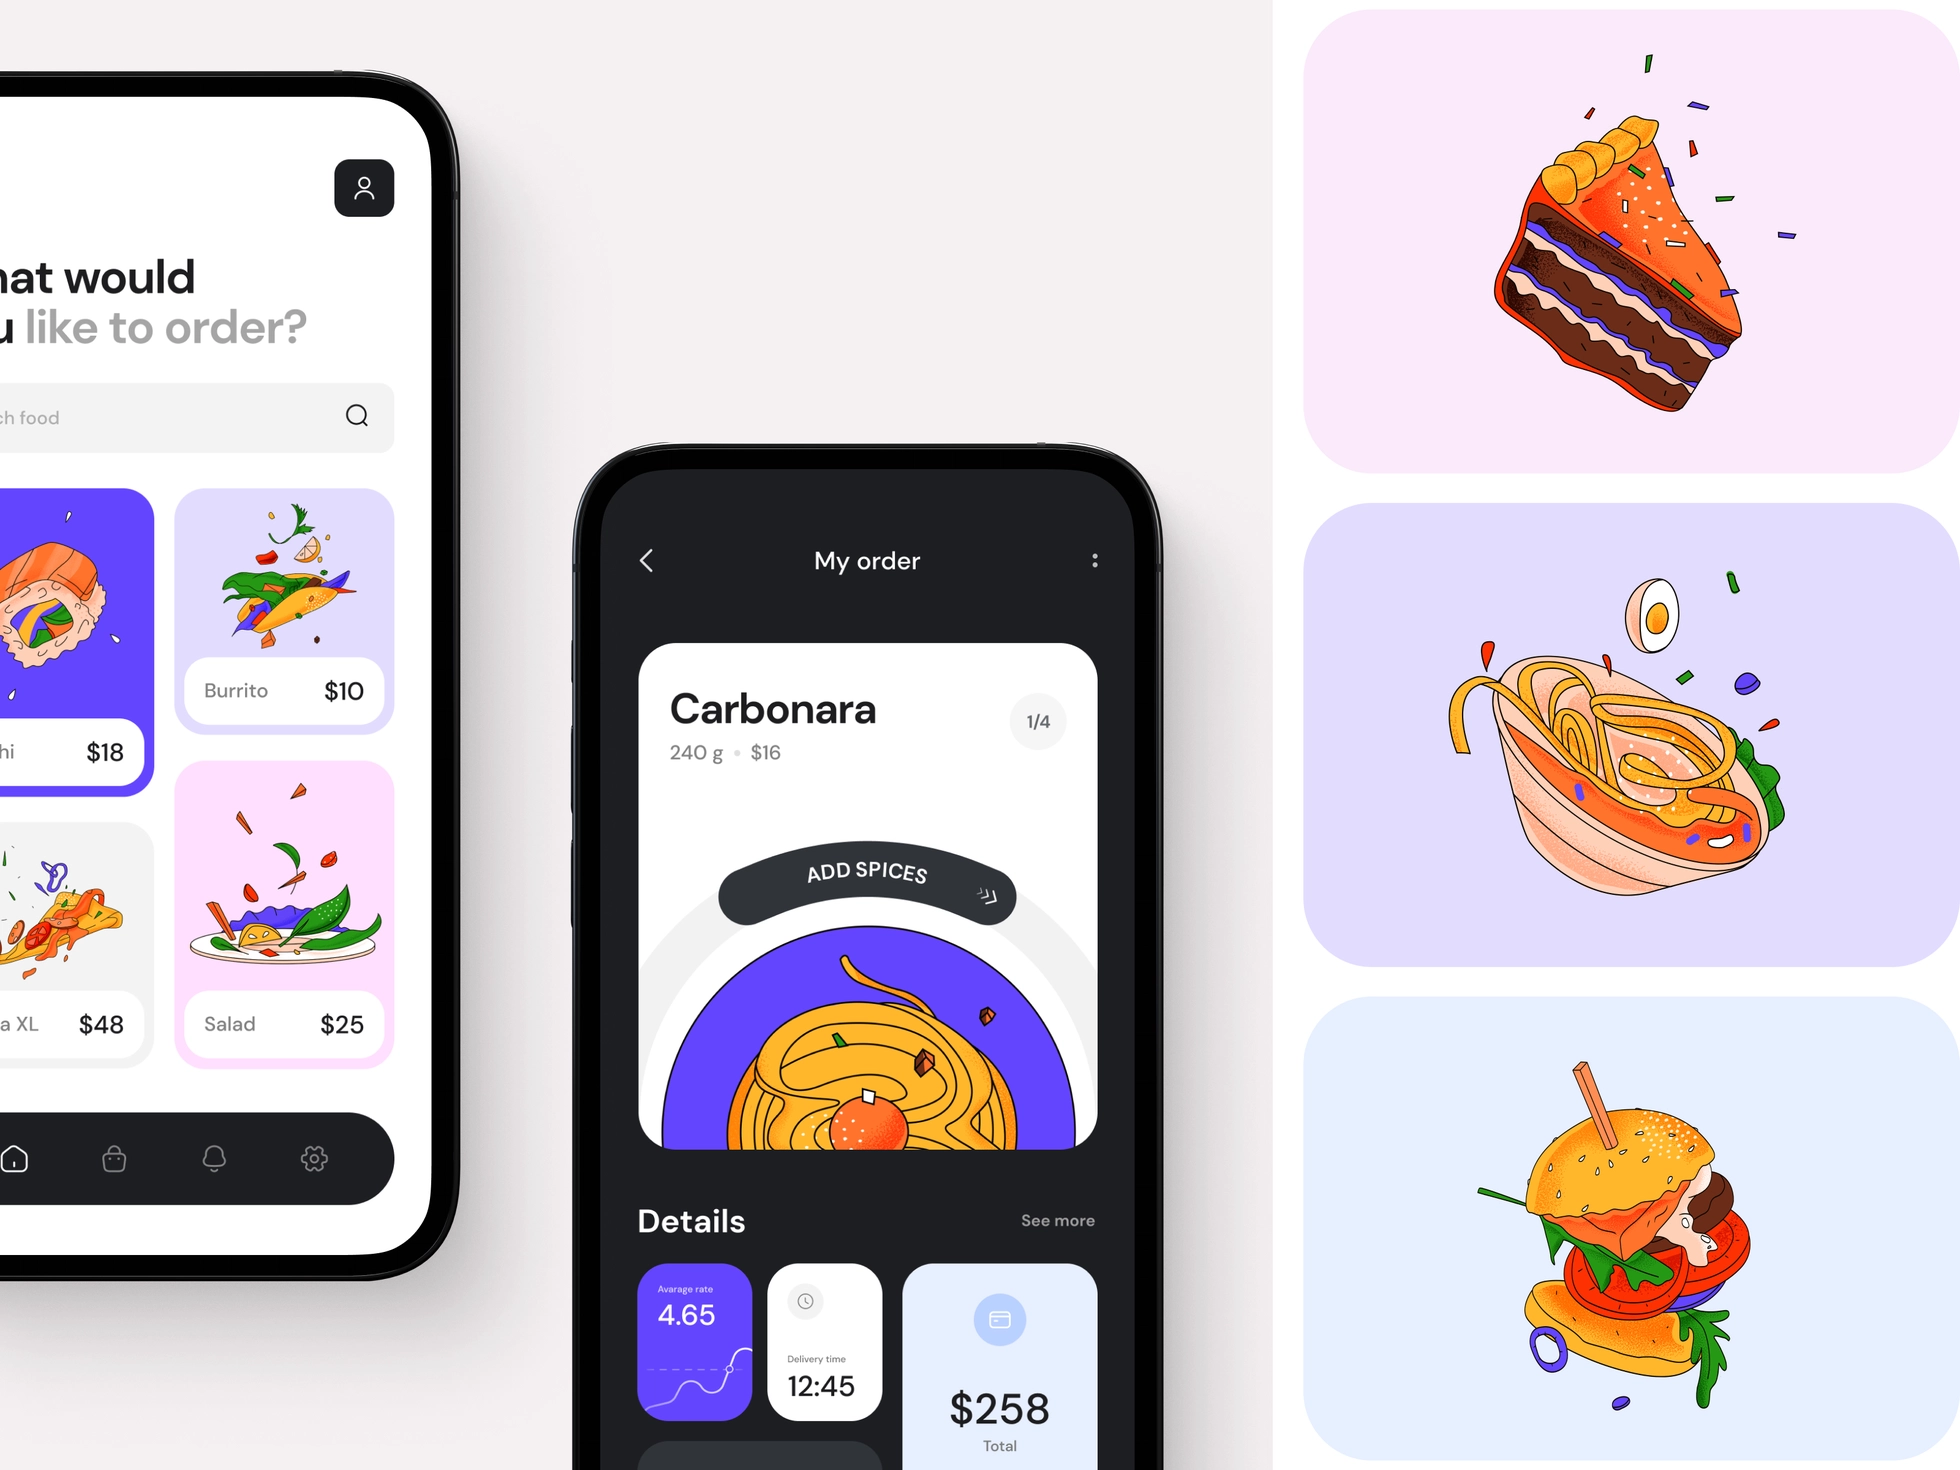 hat would
u like to order?
ch food
hi $18
Burrito $10
a XL $48
Salad $25
My order
Carbonara
1/4
240 g • $16
ADD SPICES
Details
See more
Avarage rate
4.65
Delivery time
12:45
$258
Total